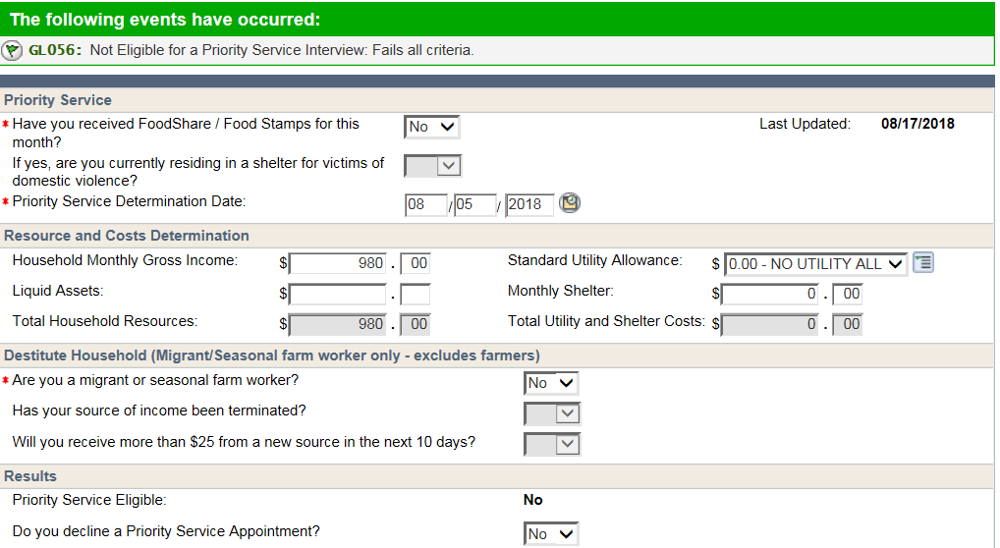 The following events have occurred:
GL056: Not Eligible for a Priority Service Interview: Fails all criteria.
Priority Service
* Have you received FoodShare / Food Stamps for this month? No Last Updated: 08/17/2018
If yes, are you currently residing in a shelter for victims of domestic violence?
* Priority Service Determination Date: 08 / 05 / 2018
Resource and Costs Determination
Household Monthly Gross Income: $ 980 . 00 Standard Utility Allowance: $ 0.00 - NO UTILITY ALL
Liquid Assets: $ . Monthly Shelter: $ 0 . 00
Total Household Resources: $ 980 . 00 Total Utility and Shelter Costs: $ 0 . 00
Destitute Household (Migrant/Seasonal farm worker only - excludes farmers)
* Are you a migrant or seasonal farm worker? No
Has your source of income been terminated?
Will you receive more than $25 from a new source in the next 10 days?
Results
Priority Service Eligible: No
Do you decline a Priority Service Appointment? No